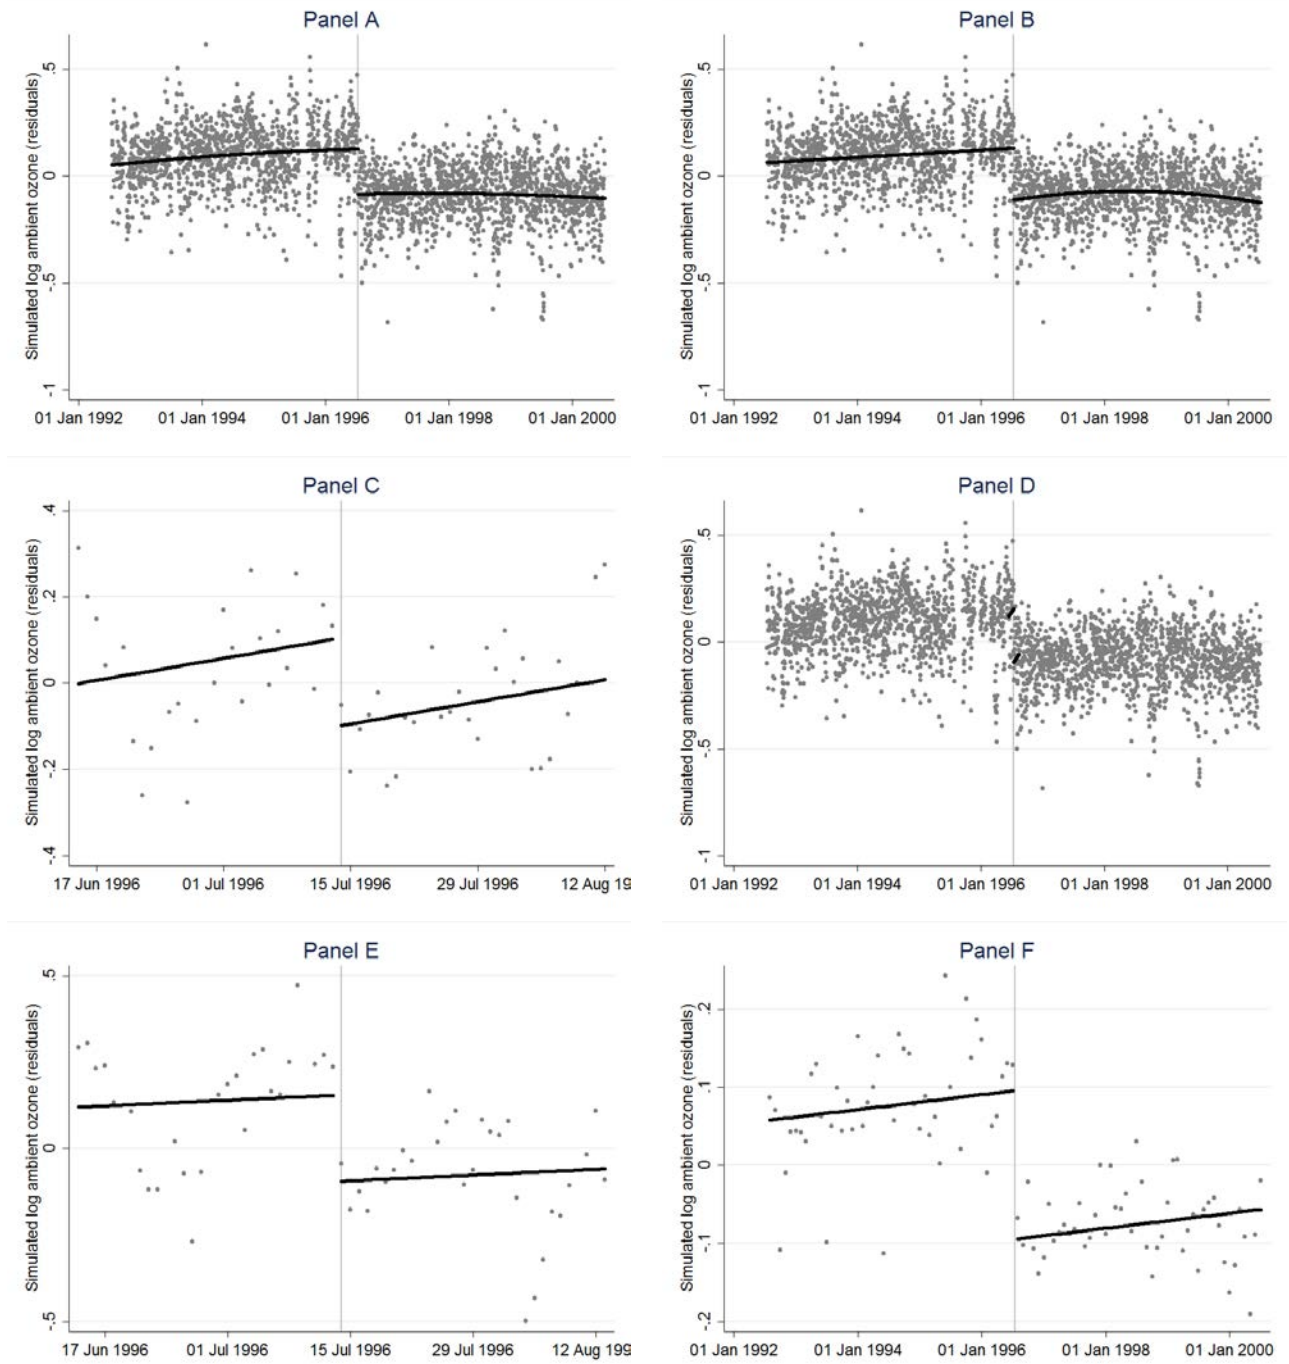 Panel A
Simulated log ambient ozone (residuals)
.5
0
-.5
-1
01 Jan 1992
01 Jan 1994
01 Jan 1996
01 Jan 1998
01 Jan 2000
Panel B
Simulated log ambient ozone (residuals)
.5
0
-.5
-1
01 Jan 1992
01 Jan 1994
01 Jan 1996
01 Jan 1998
01 Jan 2000
Panel C
Simulated log ambient ozone (residuals)
.4
.2
0
-.2
-.4
17 Jun 1996
01 Jul 1996
15 Jul 1996
29 Jul 1996
12 Aug 19
Panel D
Simulated log ambient ozone (residuals)
.5
0
-.5
-1
01 Jan 1992
01 Jan 1994
01 Jan 1996
01 Jan 1998
01 Jan 2000
Panel E
Simulated log ambient ozone (residuals)
.5
0
-.5
17 Jun 1996
01 Jul 1996
15 Jul 1996
29 Jul 1996
12 Aug 199
Panel F
Simulated log ambient ozone (residuals)
.2
.1
0
-.1
-.2
01 Jan 1992
01 Jan 1994
01 Jan 1996
01 Jan 1998
01 Jan 2000